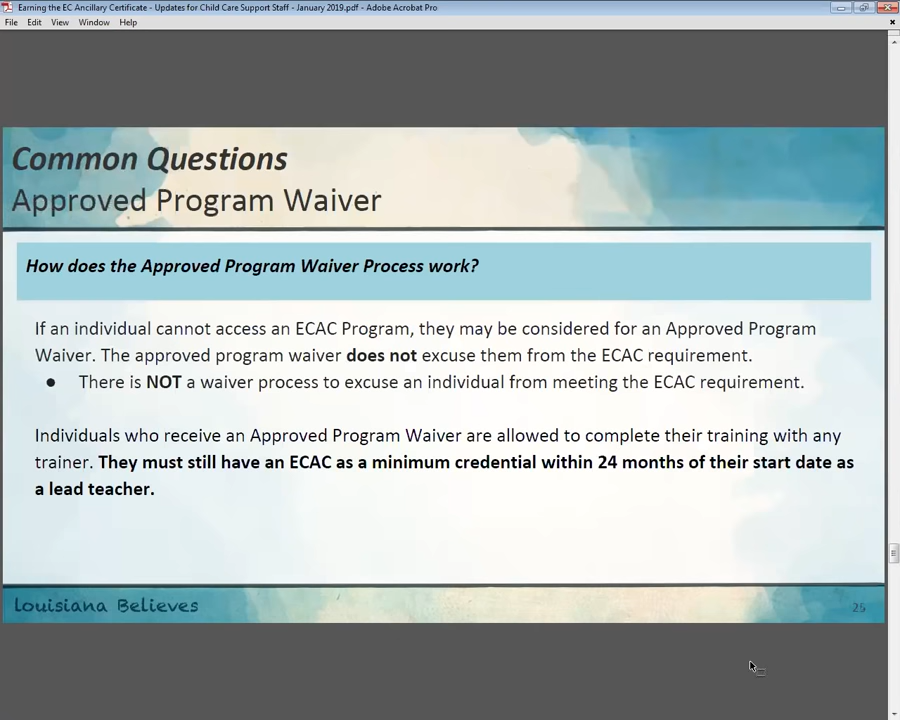 Earning the EC Ancillary Certificate - Updates for Child Care Support Staff - January 2019.pdf - Adobe Acrobat Pro
File Edit View Window Help
Common Questions
Approved Program Waiver
How does the Approved Program Waiver Process work?
If an individual cannot access an ECAC Program, they may be considered for an Approved Program
Waiver. The approved program waiver does not excuse them from the ECAC requirement.
● There is NOT a waiver process to excuse an individual from meeting the ECAC requirement.
Individuals who receive an Approved Program Waiver are allowed to complete their training with any
trainer. They must still have an ECAC as a minimum credential within 24 months of their start date as
a lead teacher.
Louisiana Believes
25